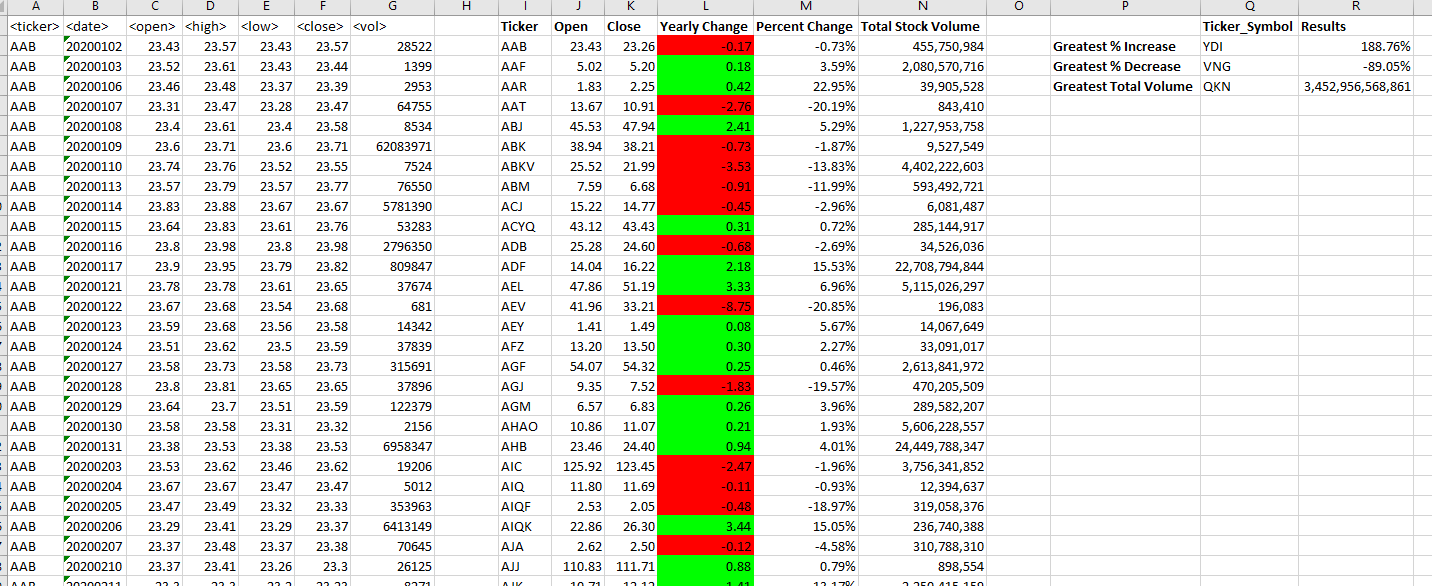 A B C D E F G H I J K L M N O P Q R
<ticker> <date> <open> <high> <low> <close> <vol> Ticker Open Close Yearly Change Percent Change Total Stock Volume Ticker_Symbol Results
AAB 20200102 23.43 23.57 23.43 23.57 28522 AAB 23.43 23.26 -0.17 -0.73% 455,750,984 Greatest % Increase YDI 188.76%
AAB 20200103 23.52 23.61 23.43 23.44 1399 AAF 5.02 5.20 0.18 3.59% 2,080,570,716 Greatest % Decrease VNG -89.05%
AAB 20200106 23.46 23.48 23.37 23.39 2953 AAR 1.83 2.25 0.42 22.95% 39,905,528 Greatest Total Volume QKN 3,452,956,568,861
AAB 20200107 23.31 23.47 23.28 23.47 64755 AAT 13.67 10.91 -2.76 -20.19% 843,410
AAB 20200108 23.4 23.61 23.4 23.58 8534 ABJ 45.53 47.94 2.41 5.29% 1,227,953,758
AAB 20200109 23.6 23.71 23.6 23.71 62083971 ABK 38.94 38.21 -0.73 -1.87% 9,527,549
AAB 20200110 23.74 23.76 23.52 23.55 7524 ABKV 25.52 21.99 -3.53 -13.83% 4,402,222,603
AAB 20200113 23.57 23.79 23.57 23.77 76550 ABM 7.59 6.68 -0.91 -11.99% 593,492,721
AAB 20200114 23.83 23.88 23.67 23.67 5781390 ACJ 15.22 14.77 -0.45 -2.96% 6,081,487
AAB 20200115 23.64 23.83 23.61 23.76 53283 ACYQ 43.12 43.43 0.31 0.72% 285,144,917
AAB 20200116 23.8 23.98 23.8 23.98 2796350 ADB 25.28 24.60 -0.68 -2.69% 34,526,036
AAB 20200117 23.9 23.95 23.79 23.82 809847 ADF 14.04 16.22 2.18 15.53% 22,708,794,844
AAB 20200121 23.78 23.78 23.61 23.65 37674 AEL 47.86 51.19 3.33 6.96% 5,115,026,297
AAB 20200122 23.67 23.68 23.54 23.68 681 AEV 41.96 33.21 -8.75 -20.85% 196,083
AAB 20200123 23.59 23.68 23.56 23.58 14342 AEY 1.41 1.49 0.08 5.67% 14,067,649
AAB 20200124 23.51 23.62 23.5 23.59 37839 AFZ 13.20 13.50 0.30 2.27% 33,091,017
AAB 20200127 23.58 23.73 23.58 23.73 315691 AGF 54.07 54.32 0.25 0.46% 2,613,841,972
AAB 20200128 23.8 23.81 23.65 23.65 37896 AGJ 9.35 7.52 -1.83 -19.57% 470,205,509
AAB 20200129 23.64 23.7 23.51 23.59 122379 AGM 6.57 6.83 0.26 3.96% 289,582,207
AAB 20200130 23.58 23.58 23.31 23.32 2156 AHAO 10.86 11.07 0.21 1.93% 5,606,228,557
AAB 20200131 23.38 23.53 23.38 23.53 6958347 AHB 23.46 24.40 0.94 4.01% 24,449,788,347
AAB 20200203 23.53 23.62 23.46 23.62 19206 AIC 125.92 123.45 -2.47 -1.96% 3,756,341,852
AAB 20200204 23.67 23.67 23.47 23.47 5012 AIQ 11.80 11.69 -0.11 -0.93% 12,394,637
AAB 20200205 23.47 23.49 23.32 23.33 353963 AIQF 2.53 2.05 -0.48 -18.97% 319,058,376
AAB 20200206 23.29 23.41 23.29 23.37 6413149 AIQK 22.86 26.30 3.44 15.05% 236,740,388
AAB 20200207 23.37 23.48 23.37 23.38 70645 AJA 2.62 2.50 -0.12 -4.58% 310,788,310
AAB 20200210 23.37 23.41 23.26 23.3 26125 AJJ 110.83 111.71 0.88 0.79% 898,554